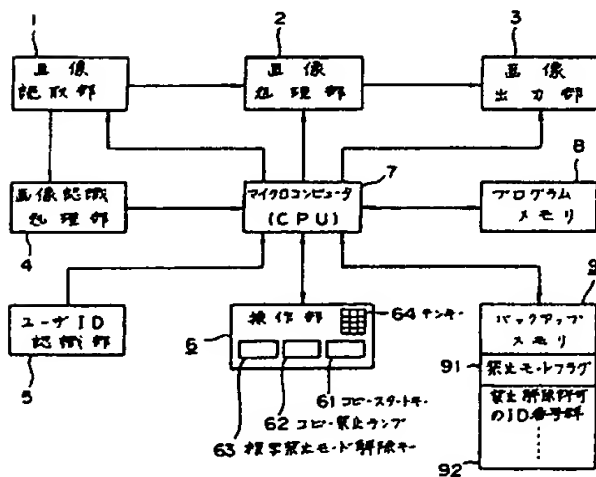 1
画像
読取部
2
画像
処理部
3
画像
出力部
画像認識
処理部
4
マイクロコンピュータ
(CPU)
7
プログラム
メモリ
8
ユーザID
認識部
5
操作部
6
64 テンキー
61 コピースタートキー
62 コピー禁止ランプ
63 複写禁止モード解除キー
バックアップ
メモリ
9
91
禁止モードフラグ
禁止解除許可
のID番号群
92